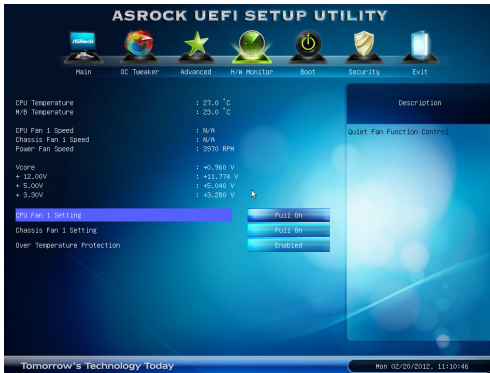 ASROCK UEFI SETUP UTILITY
ASRock
Main OC Tweaker Advanced H/W Monitor Boot Security Exit
CPU Temperature : 27.0 °C
M/B Temperature : 23.0 °C
CPU Fan 1 Speed : N/A
Chassis Fan 1 Speed : N/A
Power Fan Speed : 3970 RPM
Vcore : +0.960 V
+ 12.00V : +11.774 V
+ 5.00V : +5.040 V
+ 3.30V : +3.280 V
CPU Fan 1 Setting Full On
Chassis Fan 1 Setting Full On
Over Temperature Protection Enabled
Description
Quiet Fan Function Control
Tomorrow's Technology Today
Mon 02/20/2012, 11:10:46